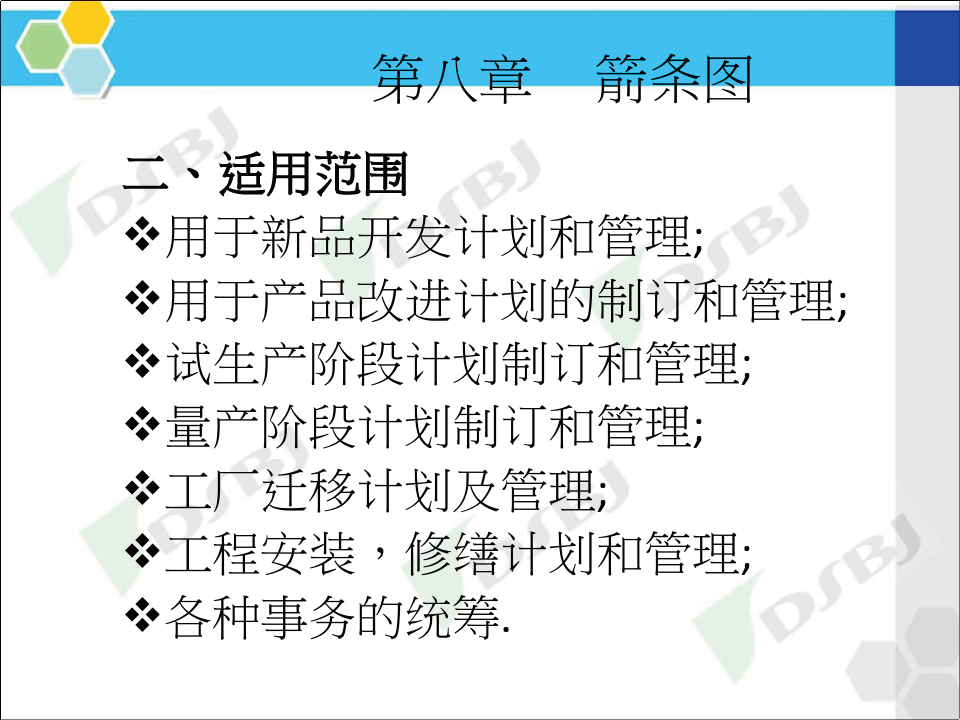 第八章 箭条图
二、适用范围
❖用于新品开发计划和管理;
❖用于产品改进计划的制订和管理;
❖试生产阶段计划制订和管理;
❖量产阶段计划制订和管理;
❖工厂迁移计划及管理;
❖工程安装，修缮计划和管理;
❖各种事务的统筹.
DSBJ
DSBJ
DSBJ
DSBJ
DSBJ
DSBJ